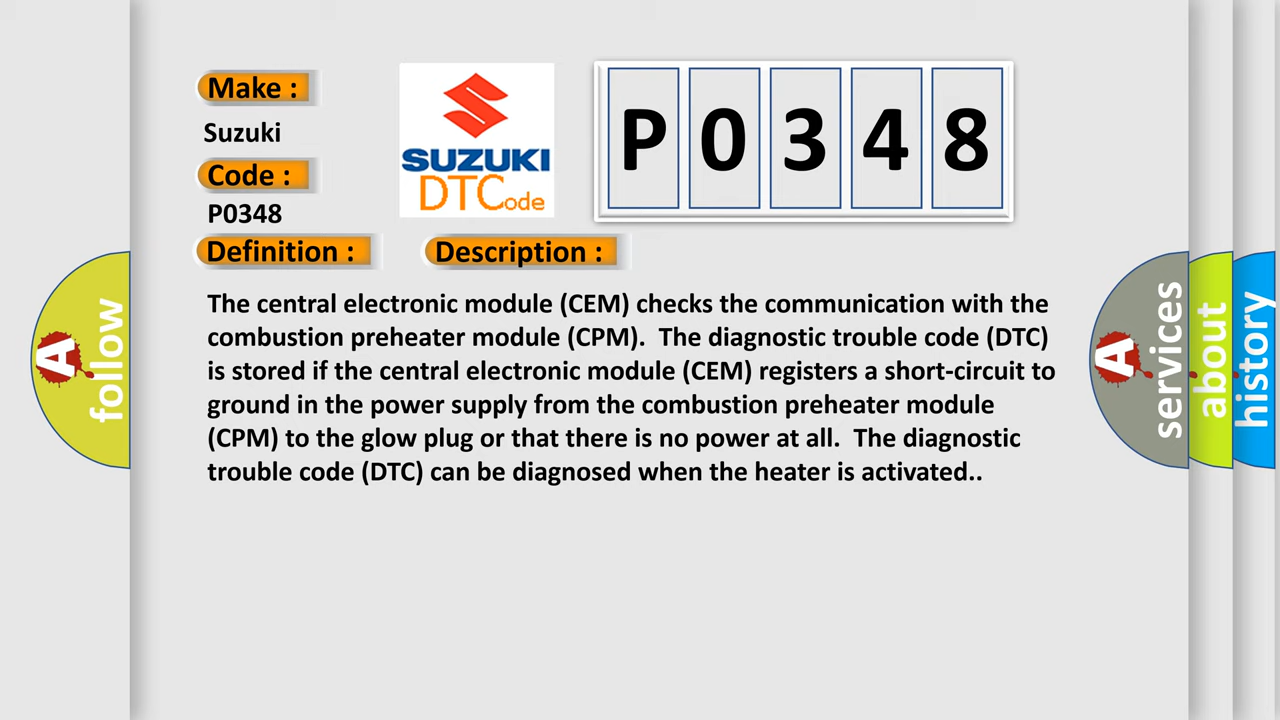 Make :
Suzuki
Code :
P0348
SUZUKI
DTCode
P0348
Definition :
Description :
The central electronic module (CEM) checks the communication with the
combustion preheater module (CPM).  The diagnostic trouble code (DTC)
is stored if the central electronic module (CEM) registers a short-circuit to
ground in the power supply from the combustion preheater module
(CPM) to the glow plug or that there is no power at all.  The diagnostic
trouble code (DTC) can be diagnosed when the heater is activated..
A
follow
A
services
about
history